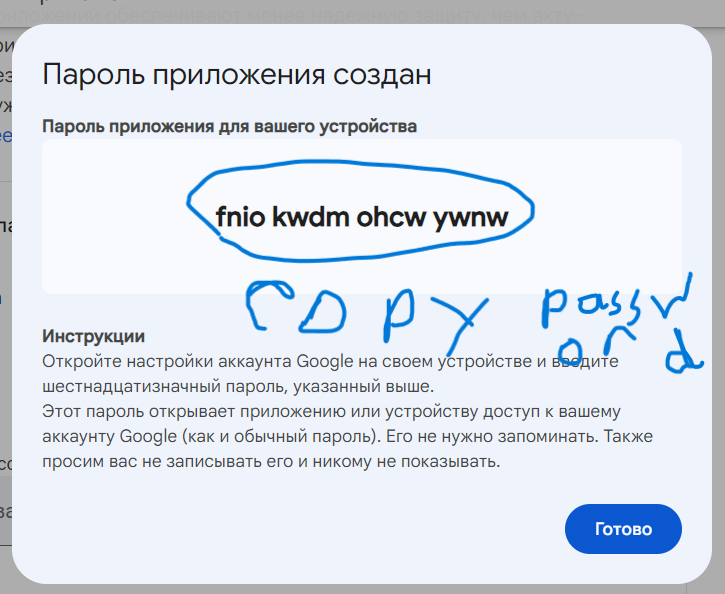 Пароль приложения создан
Пароль приложения для вашего устройства
fnio kwdm ohcw ywnw
copy password
Инструкции
Откройте настройки аккаунта Google на своем устройстве и введите
шестнадцатизначный пароль, указанный выше.
Этот пароль открывает приложению или устройству доступ к вашему
аккаунту Google (как и обычный пароль). Его не нужно запоминать. Также
просим вас не записывать его и никому не показывать.
Готово